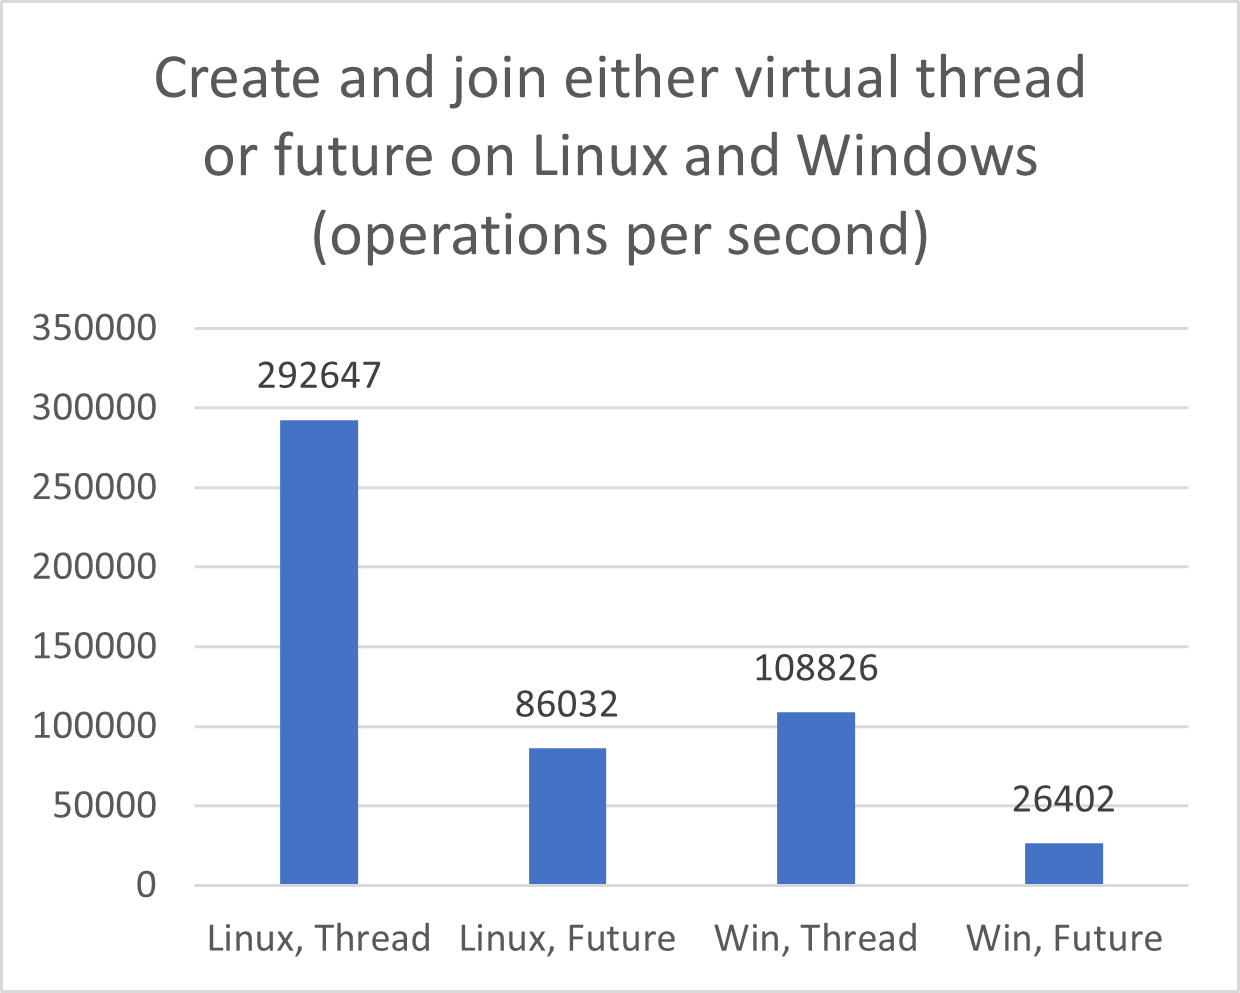 Create and join either virtual thread
or future on Linux and Windows
(operations per second)
350000
300000
250000
200000
150000
100000
50000
0
292647
86032
108826
26402
Linux, Thread
Linux, Future
Win, Thread
Win, Future